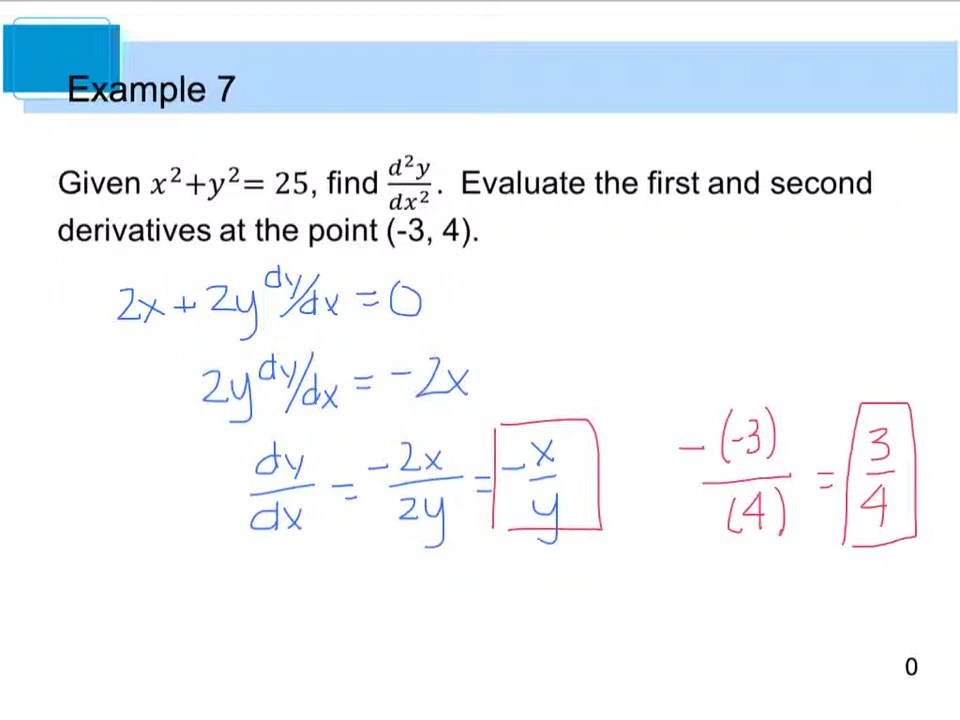 Example 7
Given x²+y²= 25, find d²y/dx². Evaluate the first and second
derivatives at the point (-3, 4).
2x + 2y dy/dx = 0
2y dy/dx = -2x
dy/dx = -2x/2y = -x/y
-(-3)/(4) = 3/4
0